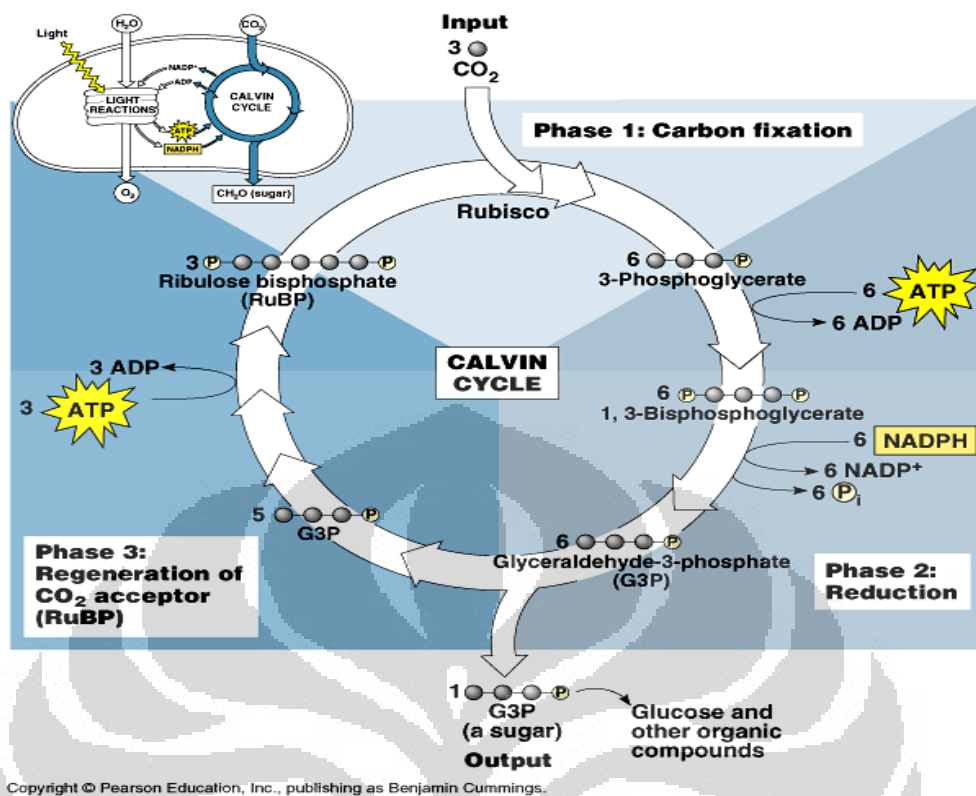 Light
H₂O
CO₂
NADP⁺
ADP
LIGHT
REACTIONS
CALVIN
CYCLE
ATP
NADPH
O₂
CH₂O (sugar)
Input
3
CO₂
Phase 1: Carbon fixation
Rubisco
3 P P
Ribulose bisphosphate
(RuBP)
6 P
3-Phosphoglycerate
6 ATP
6 ADP
CALVIN
CYCLE
3 ADP
3 ATP
6 P P
1, 3-Bisphosphoglycerate
6 NADPH
6 NADP⁺
6 Pi
5 P
G3P
6 P
Glyceraldehyde-3-phosphate
(G3P)
Phase 3:
Regeneration of
CO₂ acceptor
(RuBP)
Phase 2:
Reduction
1 P
G3P
(a sugar)
Output
Glucose and
other organic
compounds
Copyright © Pearson Education, Inc., publishing as Benjamin Cummings.